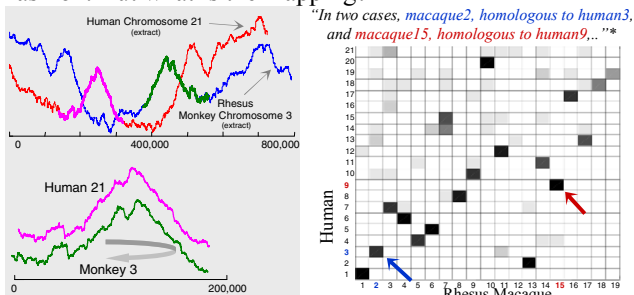 Human Chromosome 21
(extract)
Rhesus
Monkey Chromosome 3
(extract)
0 400,000 800,000
Human 21
Monkey 3
0 200,000
“In two cases, macaque2, homologous to human3,
and macaque15, homologous to human9,..”*
21
20
19
18
17
16
15
14
13
12
11
10
9
8
7
6
5
4
3
2
1
Human
1 2 3 4 5 6 7 8 9 10 11 12 13 14 15 16 17 18 19
Rhesus Macaque